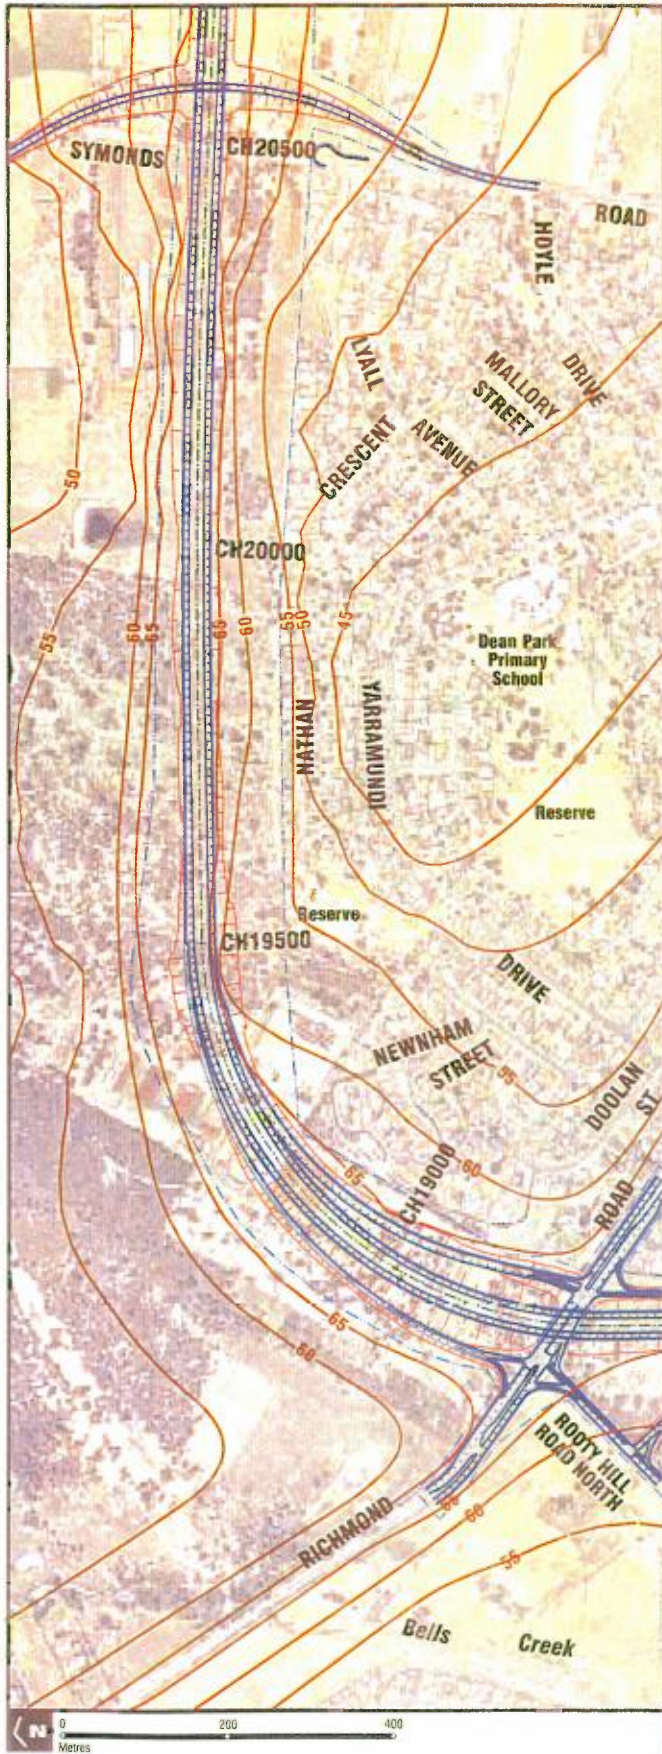 SYMONDS
CH20500
ROAD
HOYLE
LYALL
DRIVE
MALLORY
STREET
AVENUE
CRESCENT
50
CH20000
55
60
65
65
60
55
50
45
Dean Park
Primary
School
NATHAN
YARRAMUNDI
Reserve
Reserve
CH19500
DRIVE
NEWNHAM
STREET
55
DOOLAN
ST
60
65
CH19000
ROAD
65
60
ROOTY HILL
ROAD NORTH
65
60
RICHMOND
55
Bells Creek
N
0 200 400
Metres